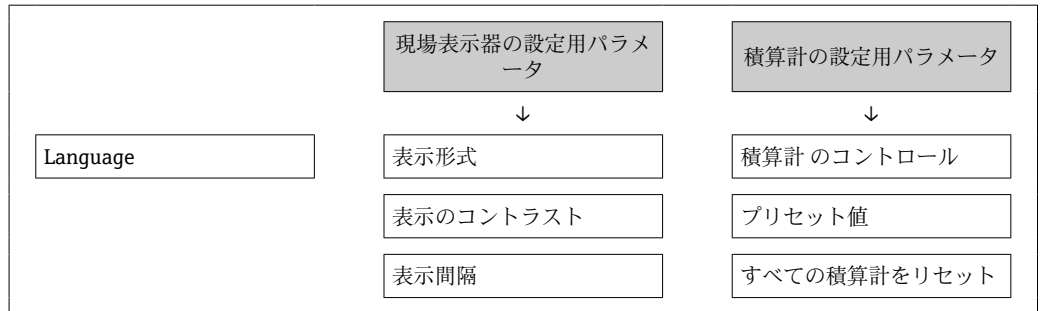 現場表示器の設定用パラメ
ータ
積算計の設定用パラメータ
↓
↓
Language
表示形式
積算計 のコントロール
表示のコントラスト
プリセット値
表示間隔
すべての積算計をリセット